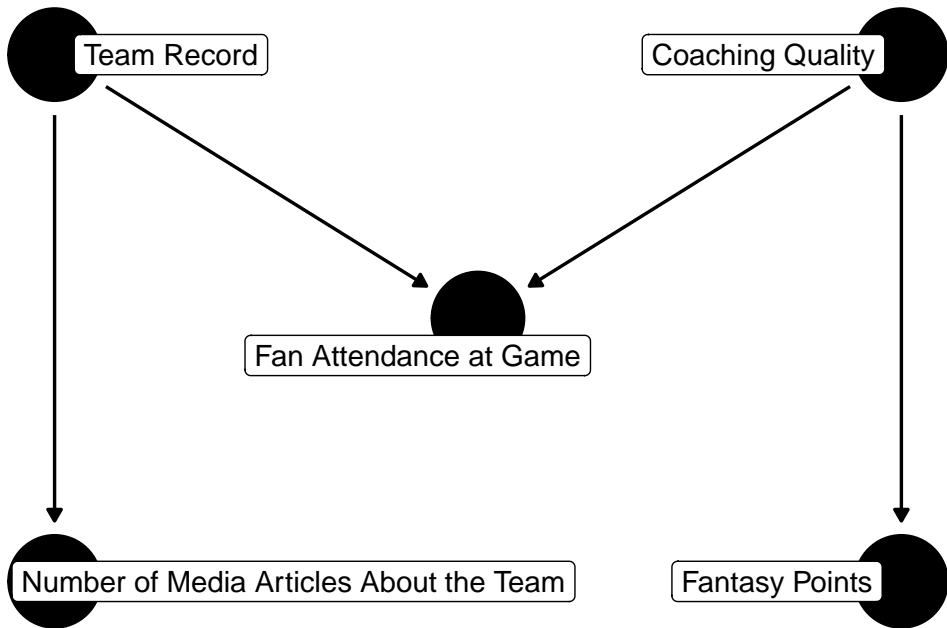 Team Record
Coaching Quality
Fan Attendance at Game
Number of Media Articles About the Team
Fantasy Points